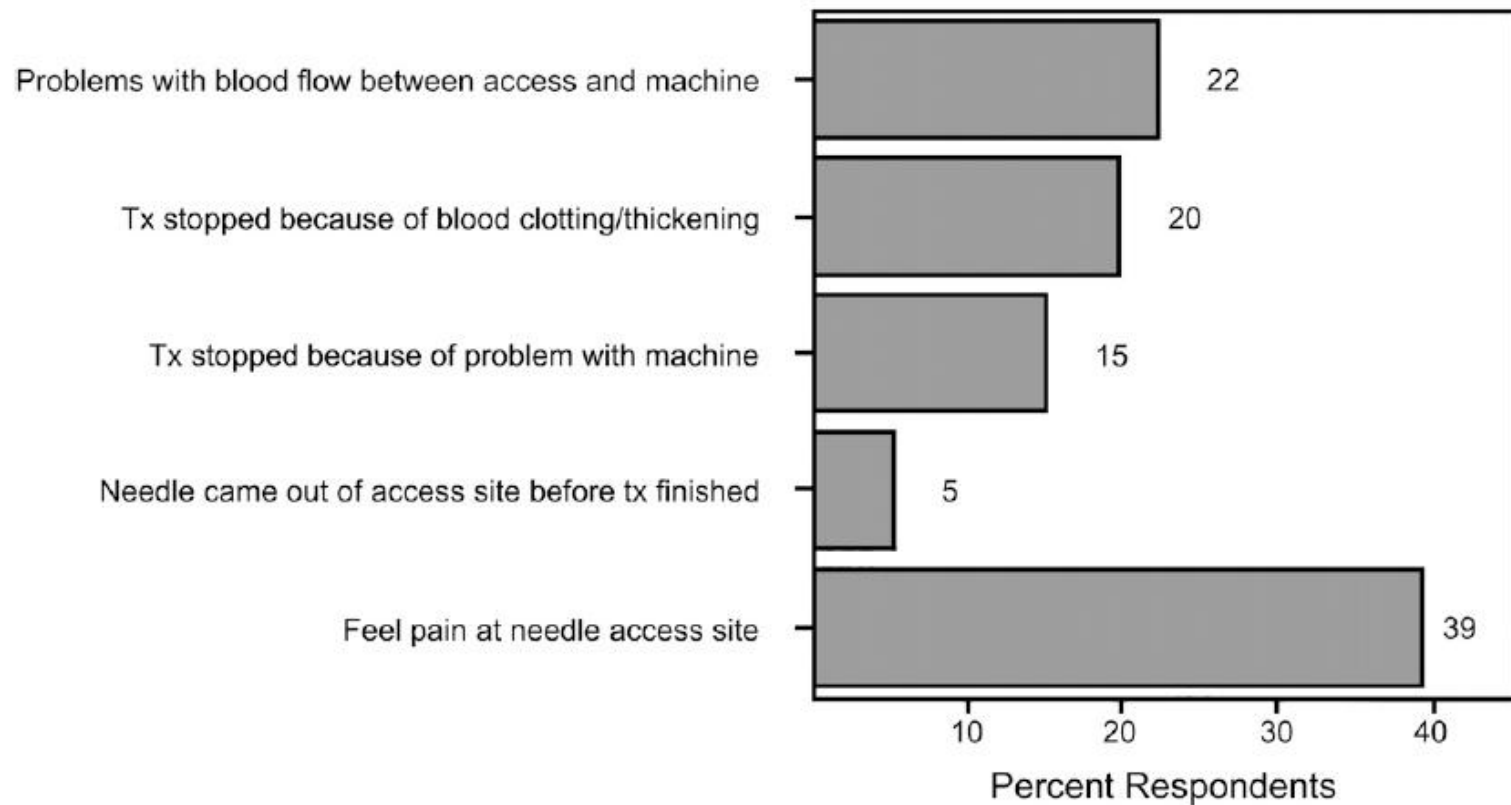 Problems with blood flow between access and machine
22
Tx stopped because of blood clotting/thickening
20
Tx stopped because of problem with machine
15
Needle came out of access site before tx finished
5
Feel pain at needle access site
39
10 20 30 40
Percent Respondents